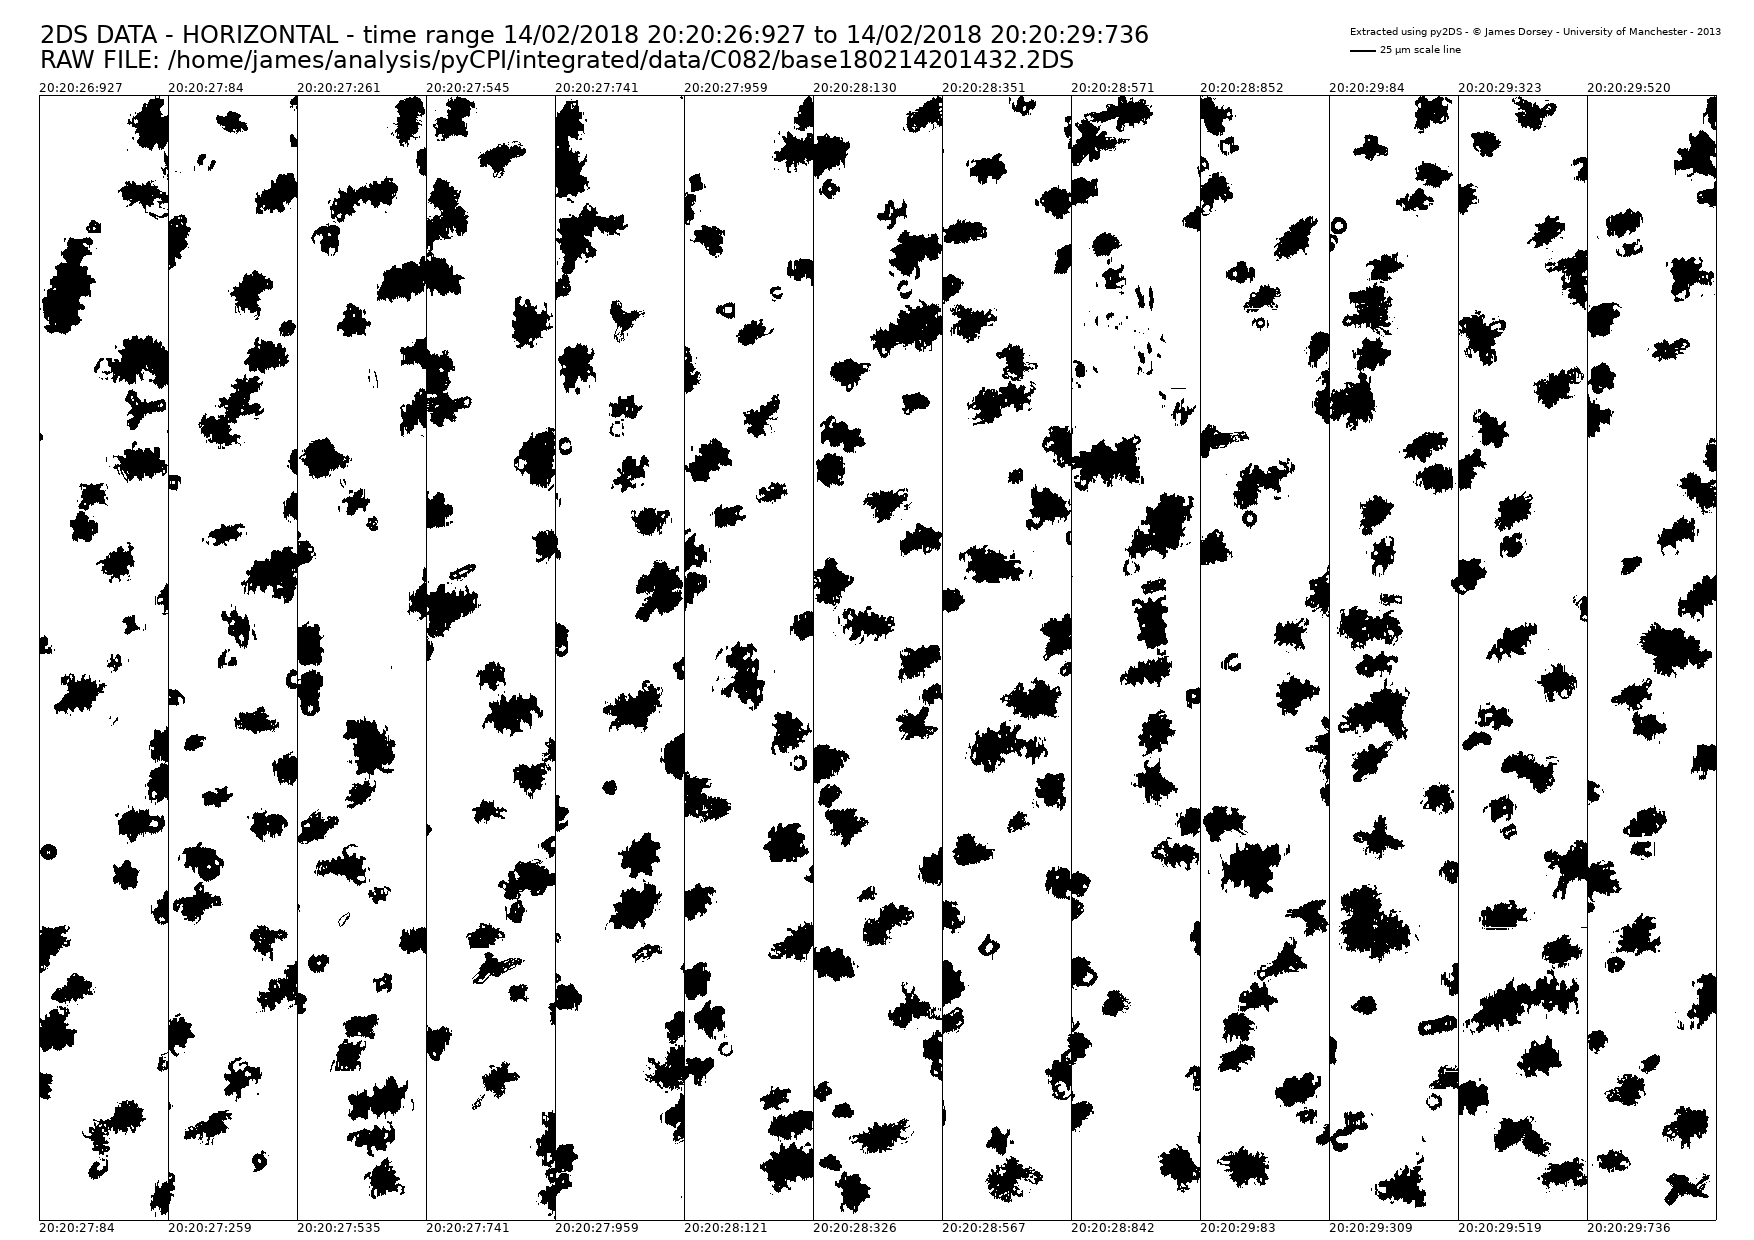 2DS DATA - HORIZONTAL - time range 14/02/2018 20:20:26:927 to 14/02/2018 20:20:29:736
RAW FILE: /home/james/analysis/pyCPI/integrated/data/C082/base180214201432.2DS
Extracted using py2DS - © James Dorsey - University of Manchester - 2013
25 µm scale line
20:20:26:927 20:20:27:84 20:20:27:261 20:20:27:545 20:20:27:741 20:20:27:959 20:20:28:130 20:20:28:351 20:20:28:571 20:20:28:852 20:20:29:84 20:20:29:323 20:20:29:520
20:20:27:84 20:20:27:259 20:20:27:535 20:20:27:741 20:20:27:959 20:20:28:121 20:20:28:326 20:20:28:567 20:20:28:842 20:20:29:83 20:20:29:309 20:20:29:519 20:20:29:736